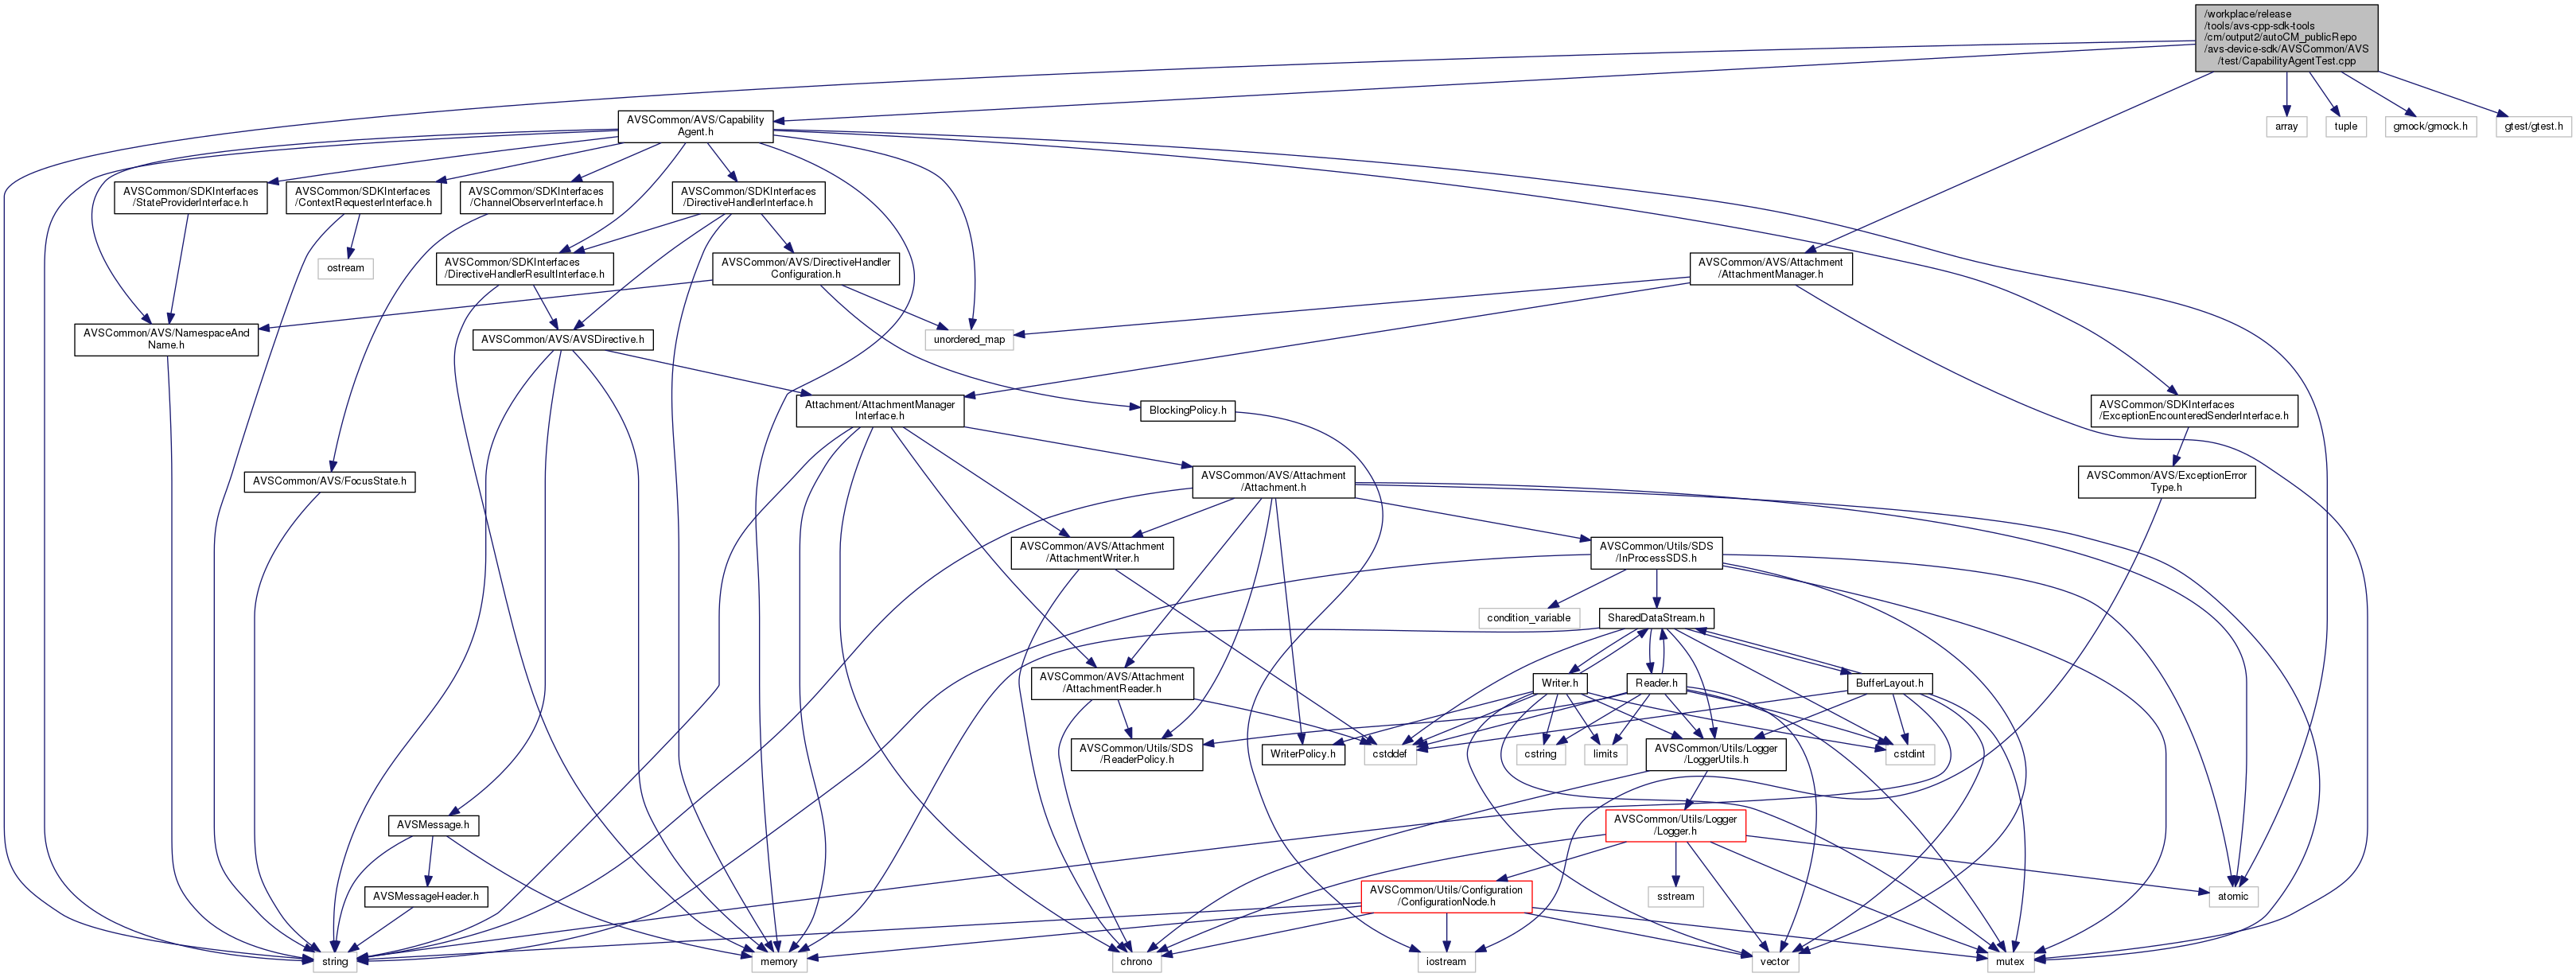 /workplace/release
/tools/avs-cpp-sdk-tools
/cm/output2/autoCM_publicRepo
/avs-device-sdk/AVSCommon/AVS
/test/CapabilityAgentTest.cpp
AVSCommon/AVS/Capability
Agent.h
array
tuple
gmock/gmock.h
gtest/gtest.h
AVSCommon/SDKInterfaces
/StateProviderInterface.h
AVSCommon/SDKInterfaces
/ContextRequesterInterface.h
AVSCommon/SDKInterfaces
/ChannelObserverInterface.h
AVSCommon/SDKInterfaces
/DirectiveHandlerInterface.h
ostream
AVSCommon/SDKInterfaces
/DirectiveHandlerResultInterface.h
AVSCommon/AVS/DirectiveHandler
Configuration.h
AVSCommon/AVS/Attachment
/AttachmentManager.h
AVSCommon/AVS/NamespaceAnd
Name.h
AVSCommon/AVS/AVSDirective.h
unordered_map
Attachment/AttachmentManager
Interface.h
BlockingPolicy.h
AVSCommon/SDKInterfaces
/ExceptionEncounteredSenderInterface.h
AVSCommon/AVS/FocusState.h
AVSCommon/AVS/Attachment
/Attachment.h
AVSCommon/AVS/ExceptionError
Type.h
AVSCommon/AVS/Attachment
/AttachmentWriter.h
AVSCommon/Utils/SDS
/InProcessSDS.h
condition_variable
SharedDataStream.h
AVSCommon/AVS/Attachment
/AttachmentReader.h
Writer.h
Reader.h
BufferLayout.h
AVSCommon/Utils/SDS
/ReaderPolicy.h
WriterPolicy.h
cstddef
cstring
limits
AVSCommon/Utils/Logger
/LoggerUtils.h
cstdint
AVSMessage.h
AVSCommon/Utils/Logger
/Logger.h
AVSMessageHeader.h
AVSCommon/Utils/Configuration
/ConfigurationNode.h
sstream
atomic
string
memory
chrono
iostream
vector
mutex